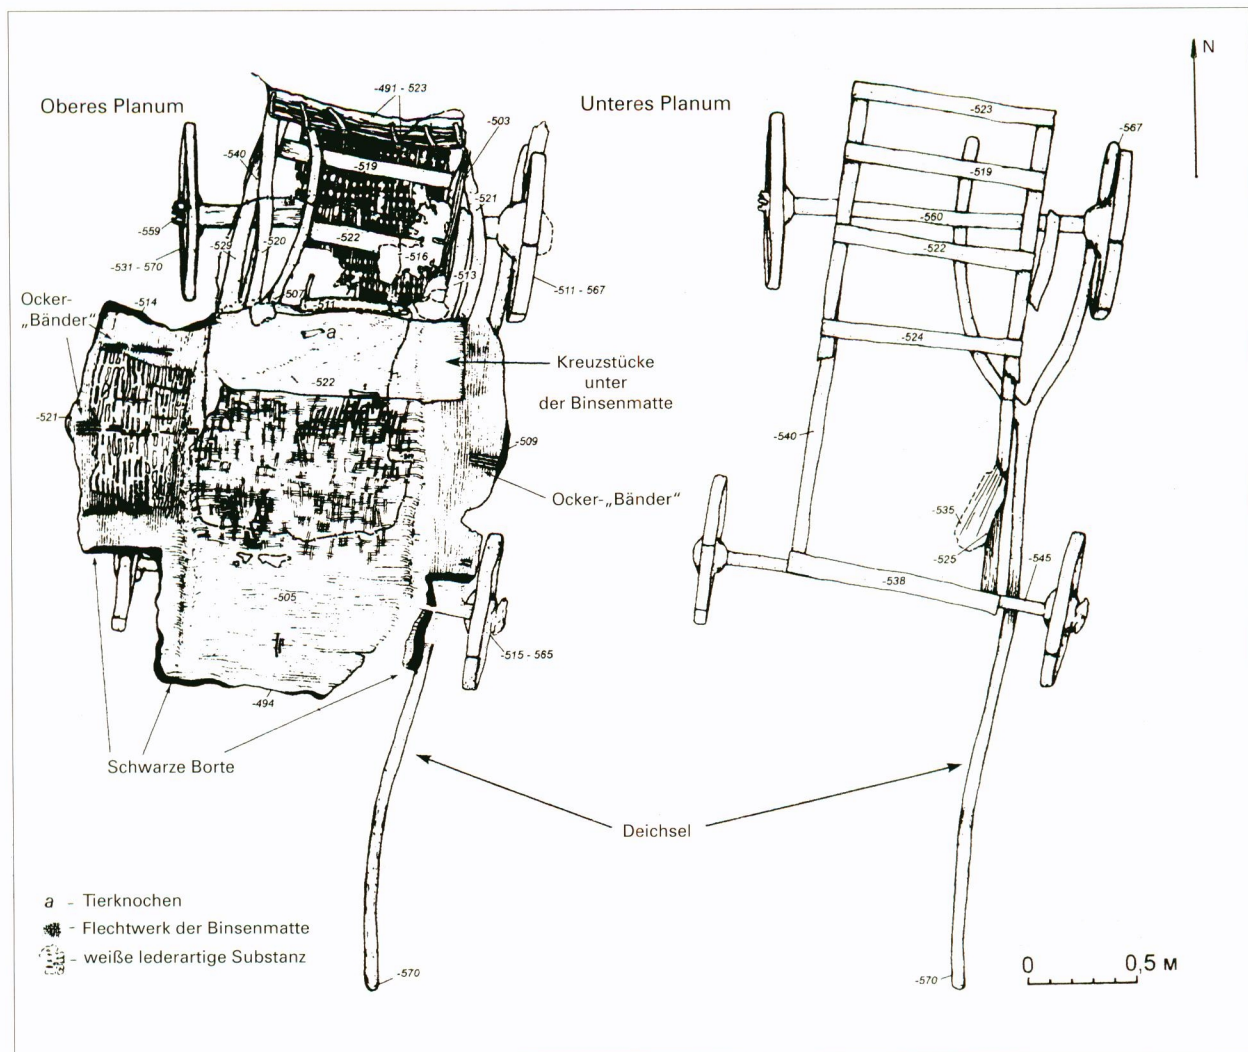 Oberes Planum
Unteres Planum
N
-491 - 523
-503
-540
-519
-521
-559
-529
-520
-522
-516
-531 - 570
-507
-511
-513
-511 - 567
Ocker-
„Bänder“
-514
a
Kreuzstücke
unter
der Binsenmatte
-522
-521
-509
Ocker-„Bänder“
-505
-515 - 565
-494
Schwarze Borte
Deichsel
-570
-523
-567
-519
-560
-522
-524
-540
-535
-525
-545
-538
-570
a - Tierknochen
- Flechtwerk der Binsenmatte
- weiße lederartige Substanz
0 0,5 м